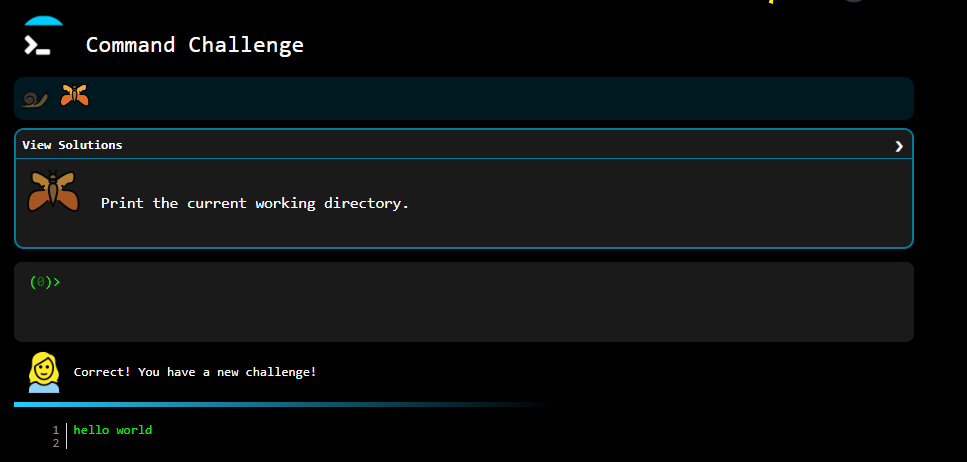 Command Challenge
View Solutions
Print the current working directory.
(0)>
Correct! You have a new challenge!
1 hello world
2